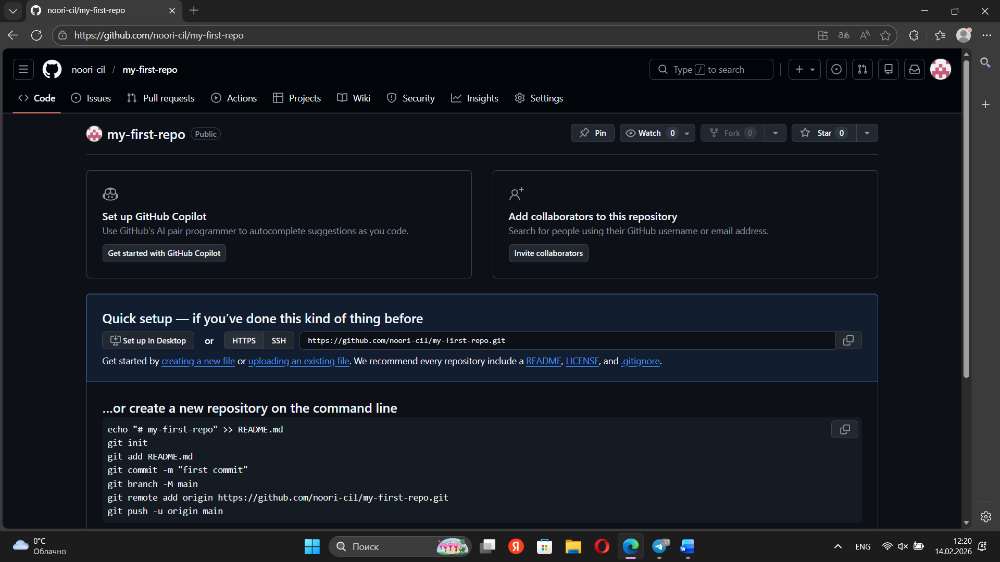 noori-cil/my-first-repo
https://github.com/noori-cil/my-first-repo
noori-cil / my-first-repo
Type / to search
Code
Issues
Pull requests
Actions
Projects
Wiki
Security
Insights
Settings
my-first-repo Public
Pin
Watch 0
Fork 0
Star 0
Set up GitHub Copilot
Use GitHub's AI pair programmer to autocomplete suggestions as you code.
Get started with GitHub Copilot
Add collaborators to this repository
Search for people using their GitHub username or email address.
Invite collaborators
Quick setup — if you’ve done this kind of thing before
Set up in Desktop or HTTPS SSH https://github.com/noori-cil/my-first-repo.git
Get started by creating a new file or uploading an existing file. We recommend every repository include a README, LICENSE, and .gitignore.
…or create a new repository on the command line
echo "# my-first-repo" >> README.md
git init
git add README.md
git commit -m "first commit"
git branch -M main
git remote add origin https://github.com/noori-cil/my-first-repo.git
git push -u origin main
0°C
Облачно
Поиск
Я
37
W
ENG
12:20
14.02.2026